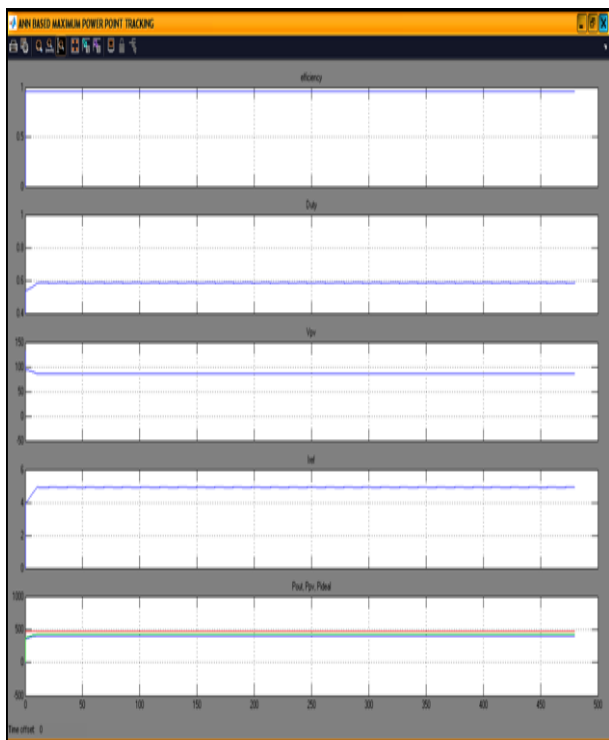 ANN BASED MAXIMUM POWER POINT TRACKING
eficiency
1
0.5
0
Duty
1
0.8
0.6
0.4
Vpv
150
100
50
0
-50
6
4
2
0
Pout, Ppv, Pideal
1000
500
0
-500
0 50 100 150 200 250 300 350 400 450 500
Time offset: 0